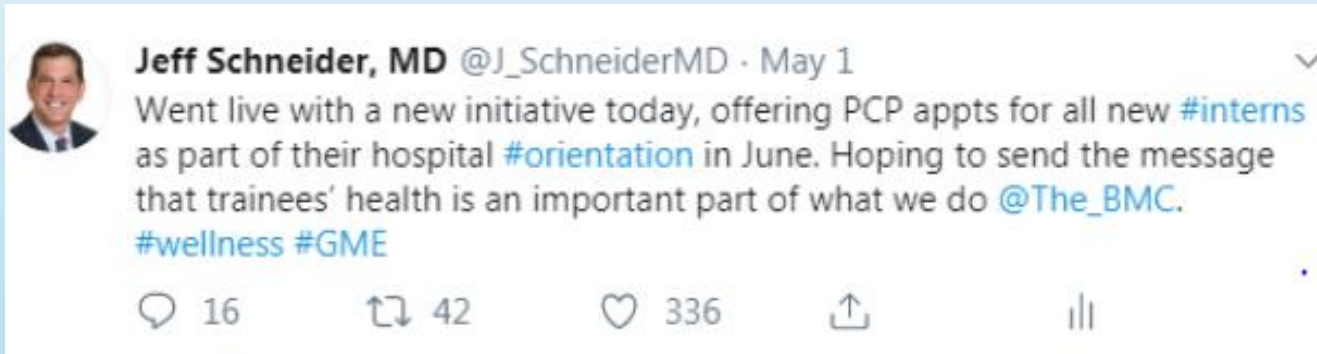 Jeff Schneider, MD @J_SchneiderMD · May 1
Went live with a new initiative today, offering PCP appts for all new #interns
as part of their hospital #orientation in June. Hoping to send the message
that trainees’ health is an important part of what we do @The_BMC.
#wellness #GME
16 42 336